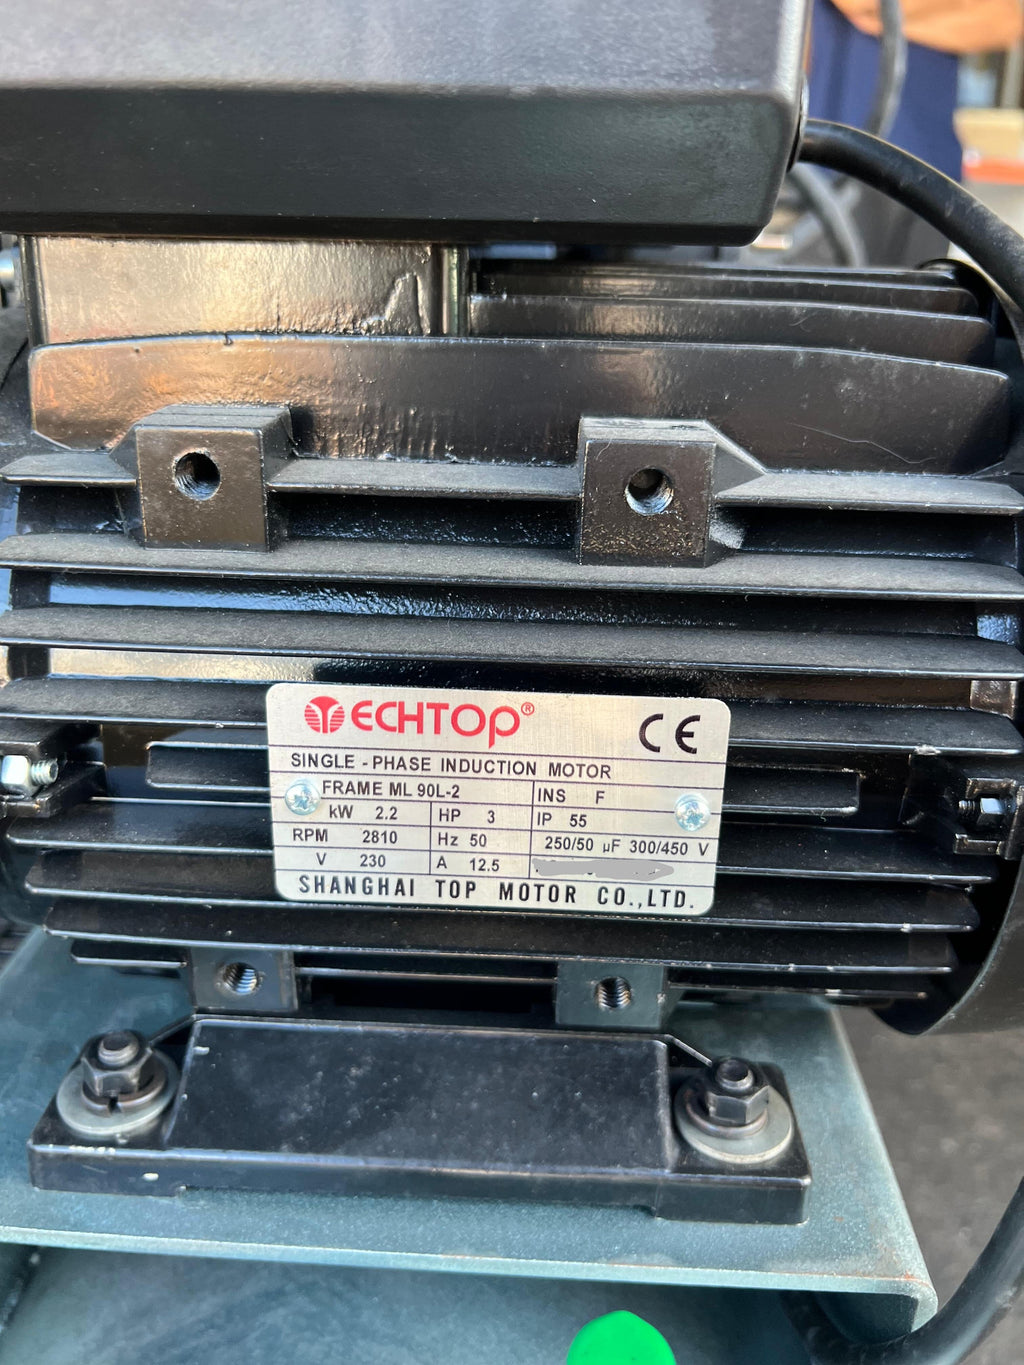 TECHTOP®
CE
SINGLE - PHASE INDUCTION MOTOR
FRAME ML 90L-2 INS F
kW 2.2 HP 3 IP 55
RPM 2810 Hz 50 250/50 µF 300/450 V
V 230 A 12.5
SHANGHAI TOP MOTOR CO.,LTD.